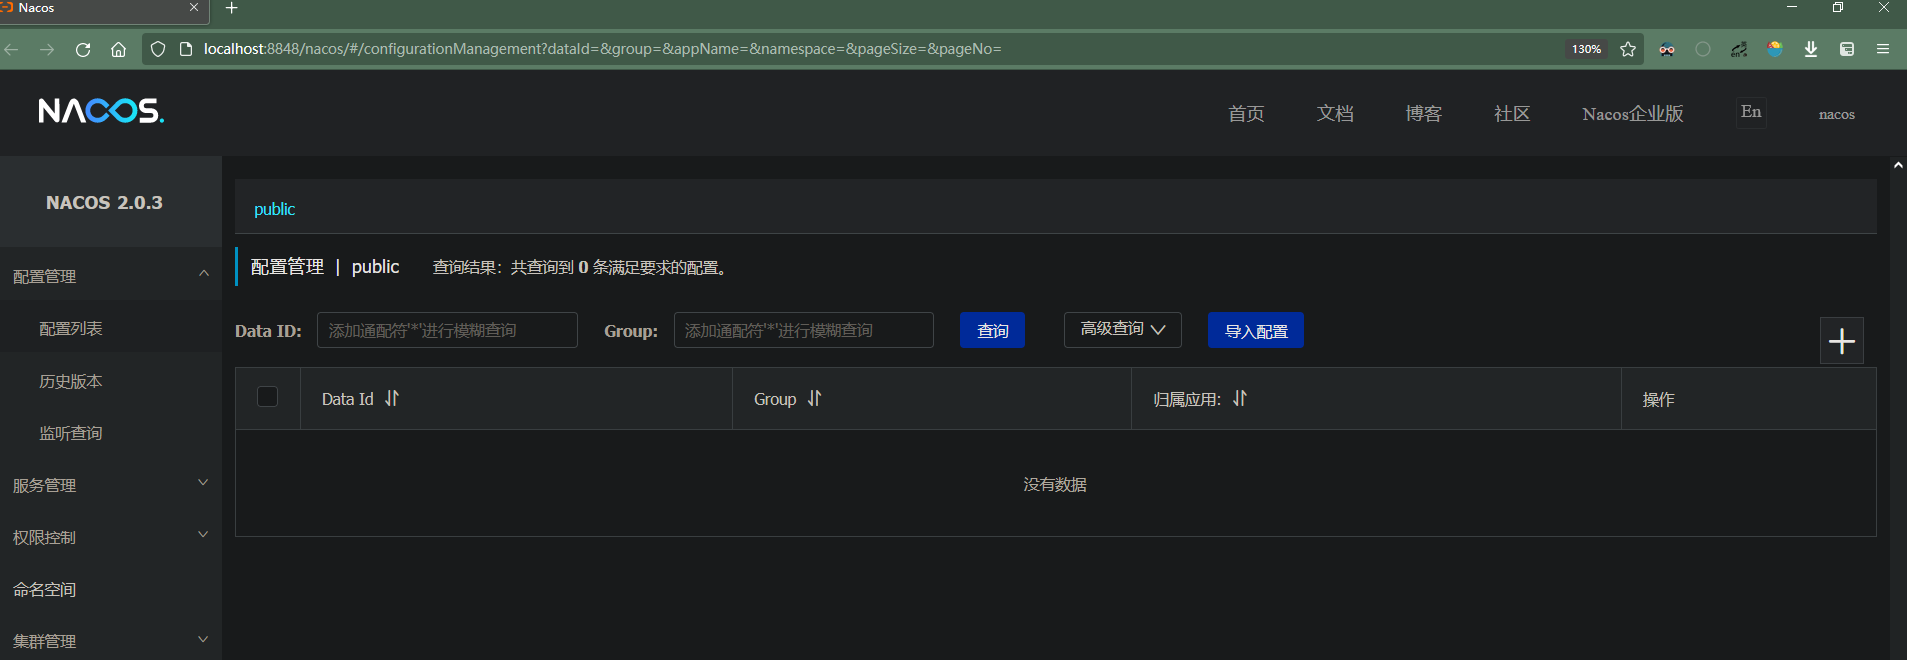 Nacos
localhost:8848/nacos/#/configurationManagement?dataId=&group=&appName=&namespace=&pageSize=&pageNo=
130%
NACOS.
首页 文档 博客 社区 Nacos企业版 En nacos
NACOS 2.0.3
public
配置管理
配置管理 | public 查询结果：共查询到 0 条满足要求的配置。
配置列表
Data ID: 添加通配符'*'进行模糊查询 Group: 添加通配符'*'进行模糊查询 查询 高级查询 导入配置
历史版本
Data Id Group 归属应用: 操作
监听查询
没有数据
服务管理
权限控制
命名空间
集群管理